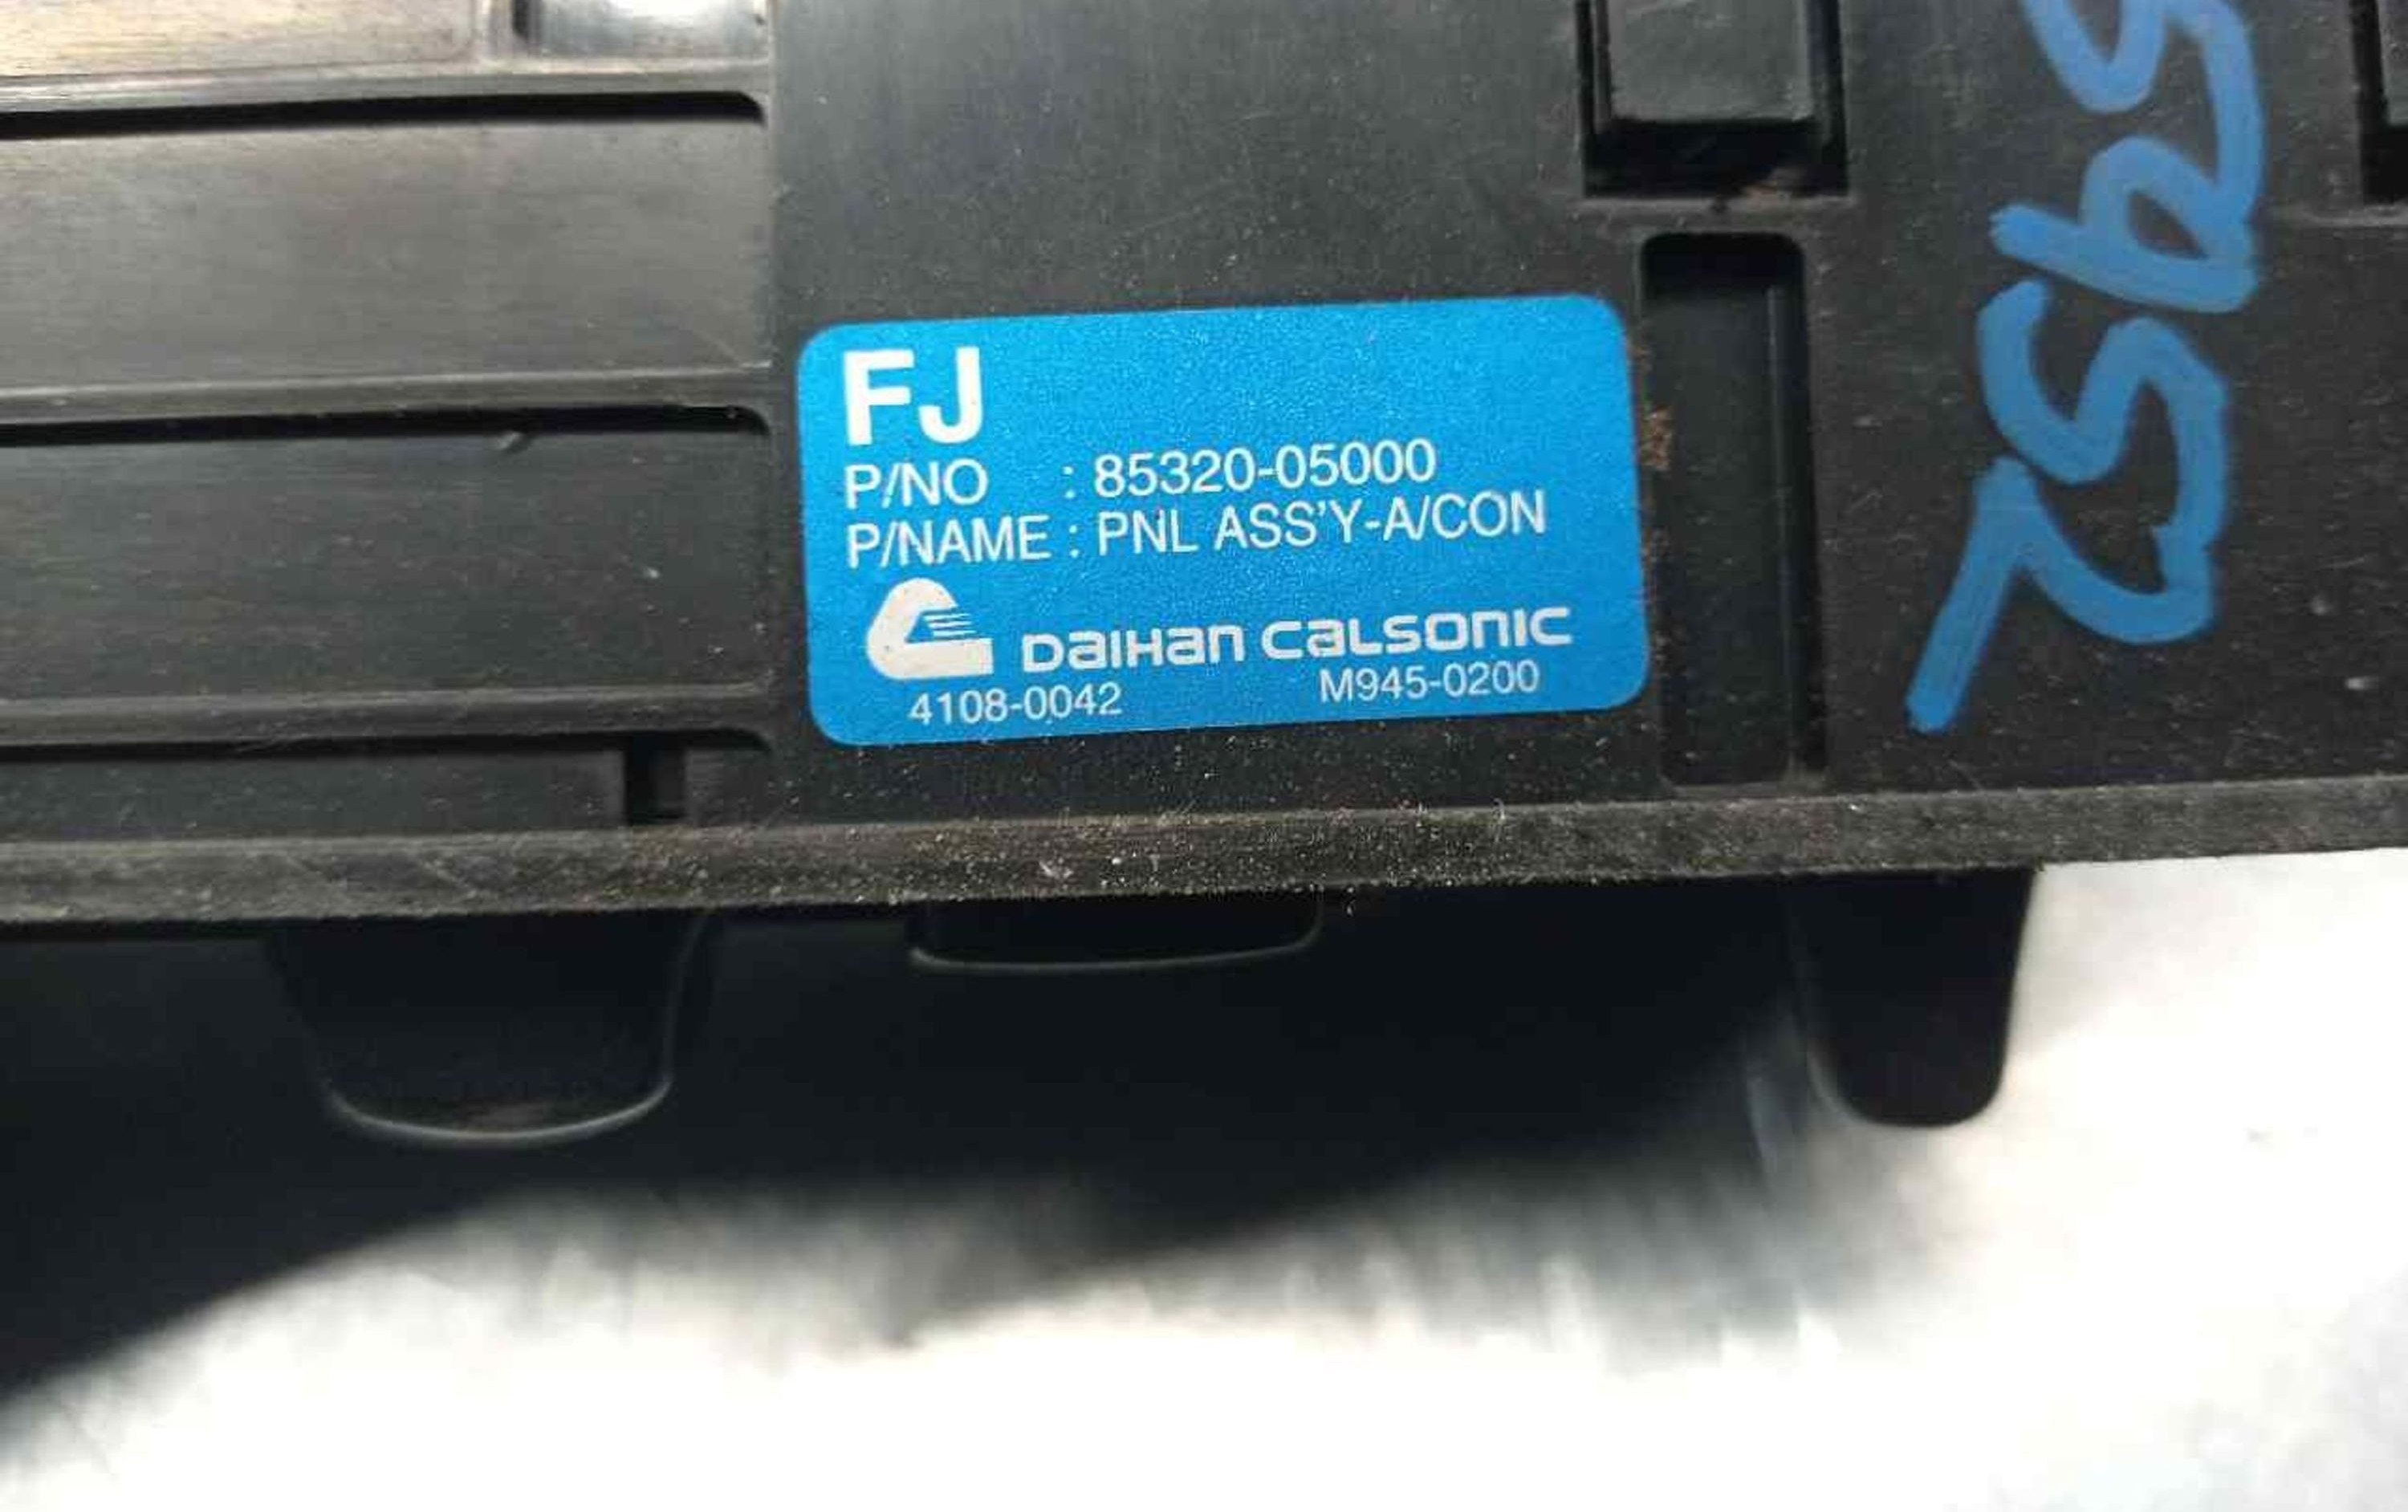 FJ
P/NO : 85320-05000
P/NAME : PNL ASS'Y-A/CON
DAIHAN CALSONIC
4108-0042 M945-0200